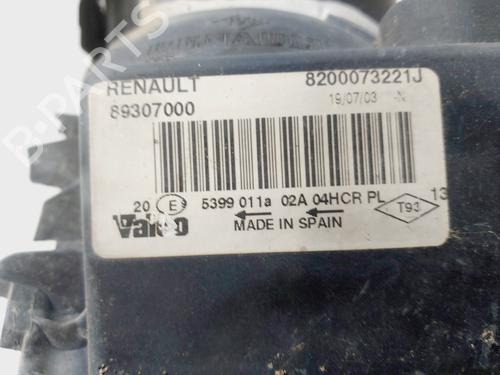 RENAULT 8200073221J
89307000 19/07/03
20 E 5399 011a 02A 04HCR PL 13
T93
Valeo MADE IN SPAIN
B-PARTS